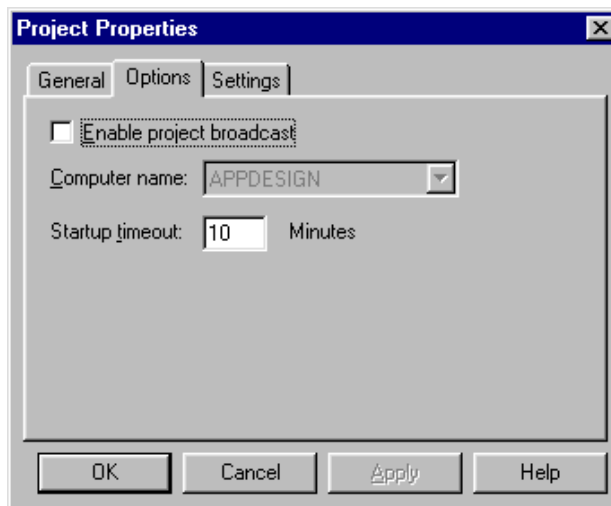 Project Properties
General Options Settings
Enable project broadcast
Computer name: APPDESIGN
Startup timeout: 10 Minutes
OK Cancel Apply Help